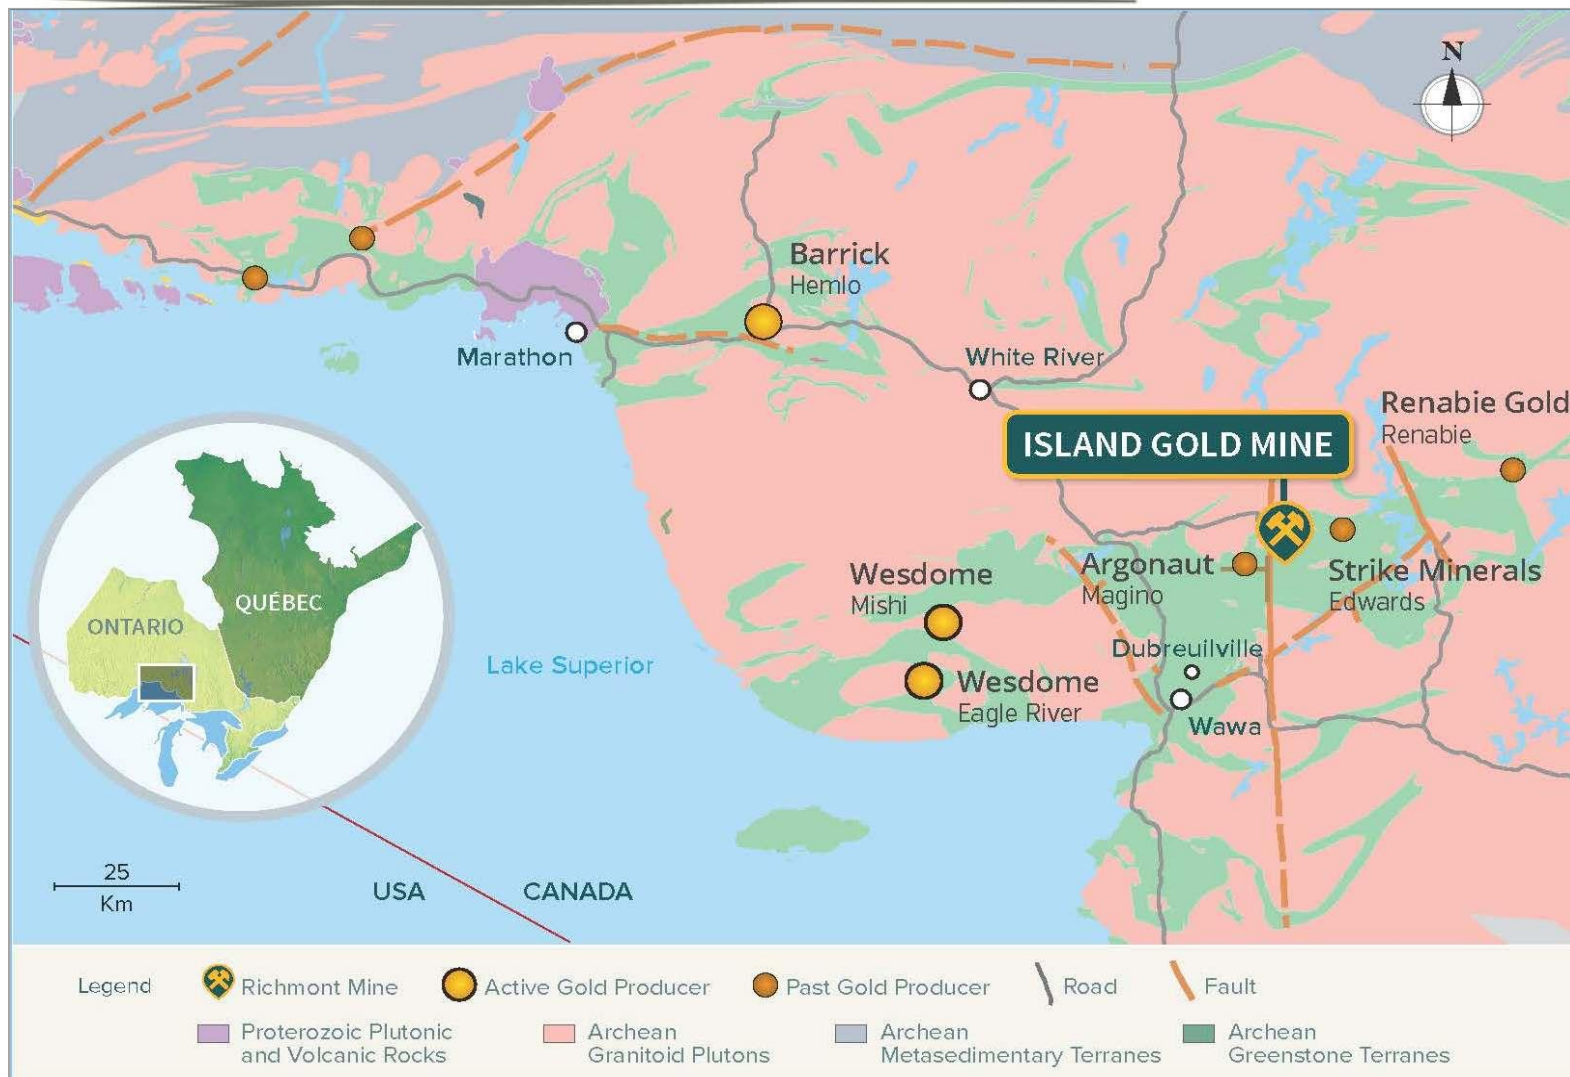 N
Barrick
Hemlo
Marathon
White River
Renabie Gold
Renabie
ISLAND GOLD MINE
Wesdome
Mishi
Argonaut
Magino
Strike Minerals
Edwards
QUÉBEC
ONTARIO
Dubreuilville
Lake Superior
Wesdome
Eagle River
Wawa
25
Km
USA
CANADA
Legend
Richmont Mine
Active Gold Producer
Past Gold Producer
Road
Fault
Proterozoic Plutonic
and Volcanic Rocks
Archean
Granitoid Plutons
Archean
Metasedimentary Terranes
Archean
Greenstone Terranes